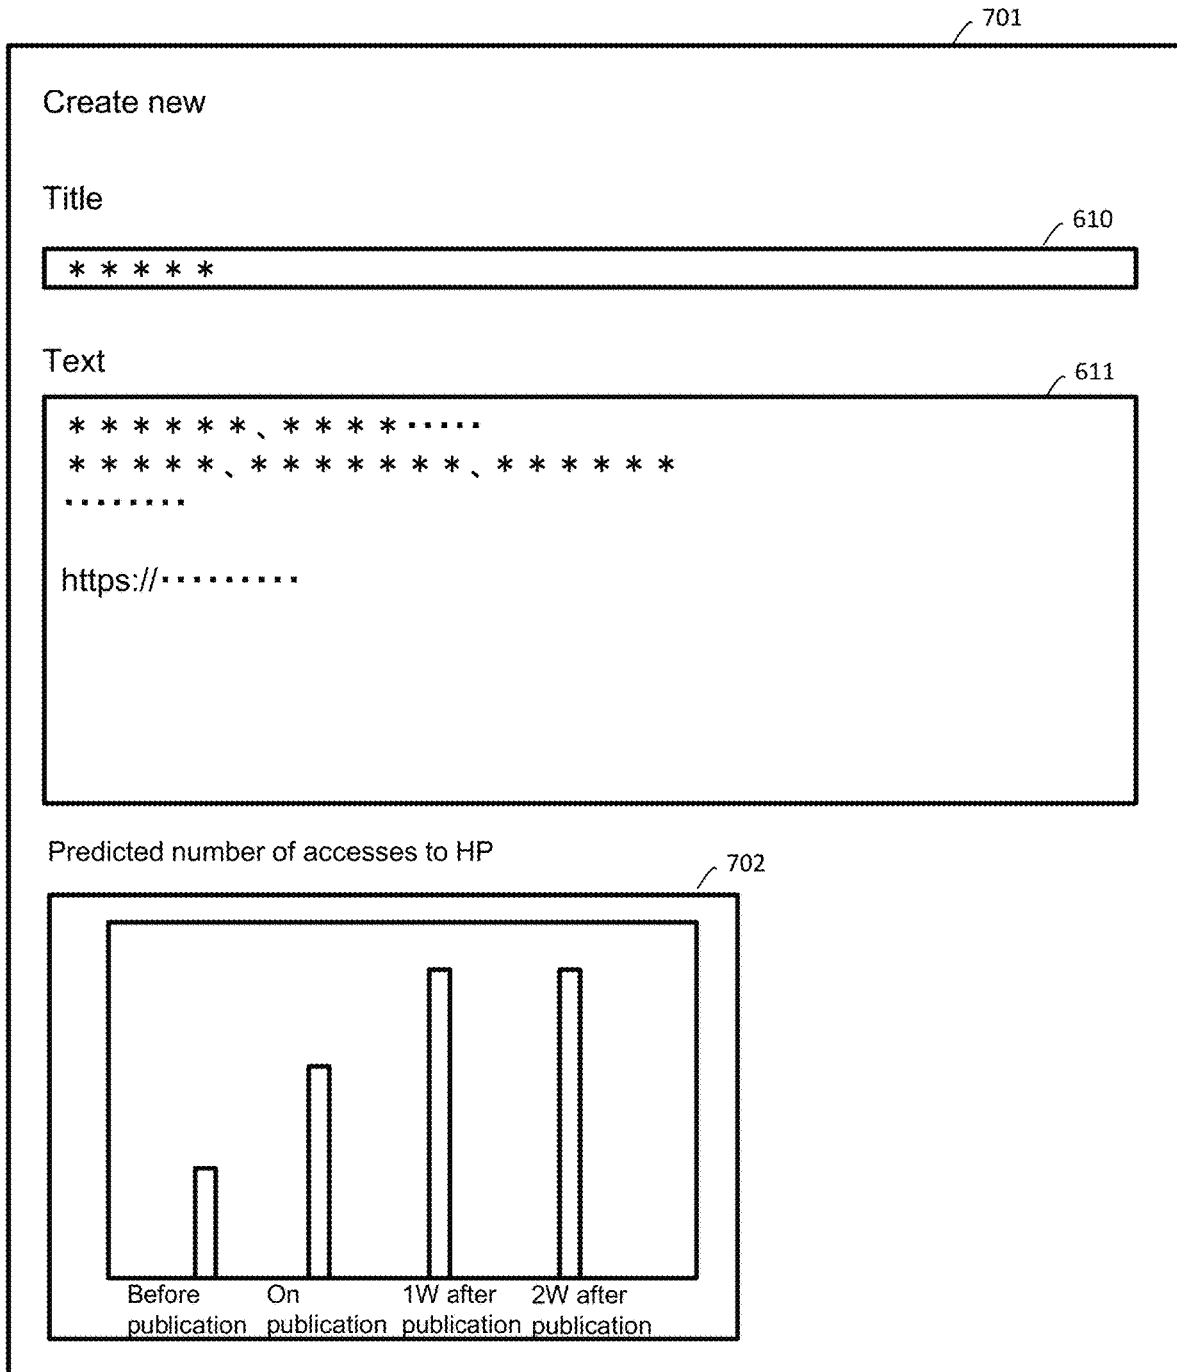 701
Create new
Title
610
* * * * *
Text
611
* * * * * *、* * * * ·····
* * * * *、* * * * * * *、* * * * * *
········
https://·········
Predicted number of accesses to HP
702
Before publication
On publication
1W after publication
2W after publication